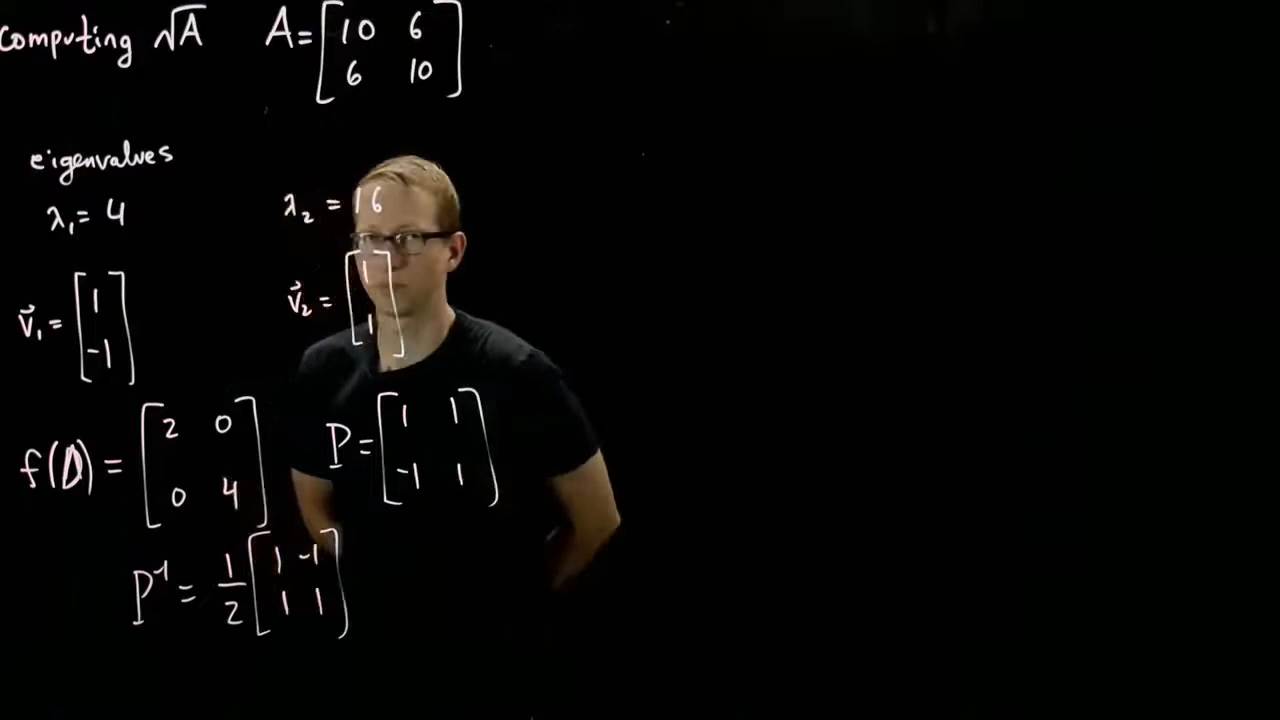 Computing √A A = [10 6; 6 10]
eigenvalues
λ₁ = 4 λ₂ = 16
v⃗₁ = [1; -1] v⃗₂ = [1; 1]
f(D) = [2 0; 0 4] P = [1 1; -1 1]
P⁻¹ = 1/2 [1 -1; 1 1]